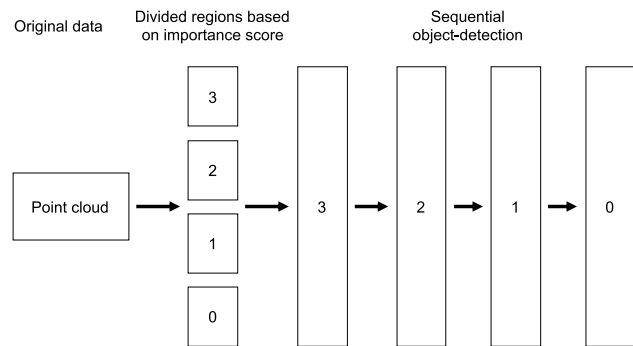 Original data
Divided regions based
on importance score
Sequential
object-detection
Point cloud
3
2
1
0
3
2
1
0